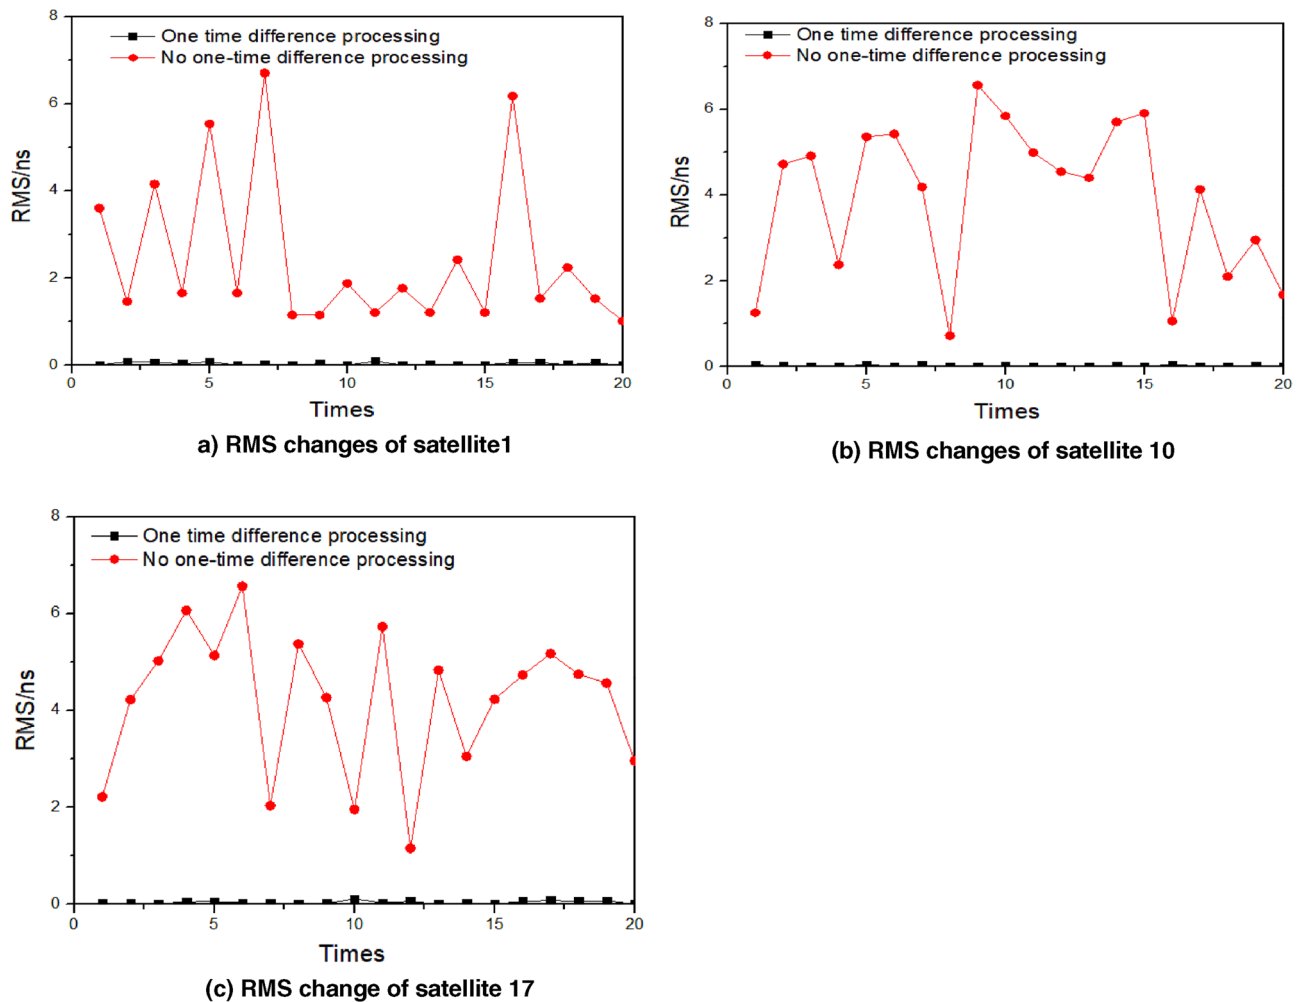 8
One time difference processing
No one-time difference processing
6
RMS/ns
4
2
0
0 5 10 15 20
Times
a) RMS changes of satellite1
8
One time difference processing
No one-time difference processing
6
RMS/ns
4
2
0
0 5 10 15 20
Times
(b) RMS changes of satellite 10
8
One time difference processing
No one-time difference processing
6
RMS/ns
4
2
0
0 5 10 15 20
Times
(c) RMS change of satellite 17